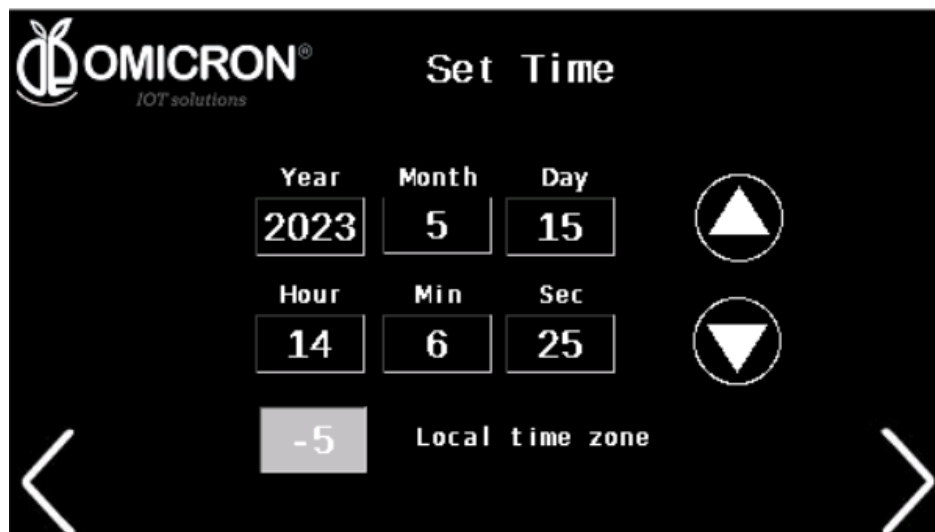 OMICRON®
IOT solutions
Set Time
Year Month Day
2023 5 15
Hour Min Sec
14 6 25
-5 Local time zone